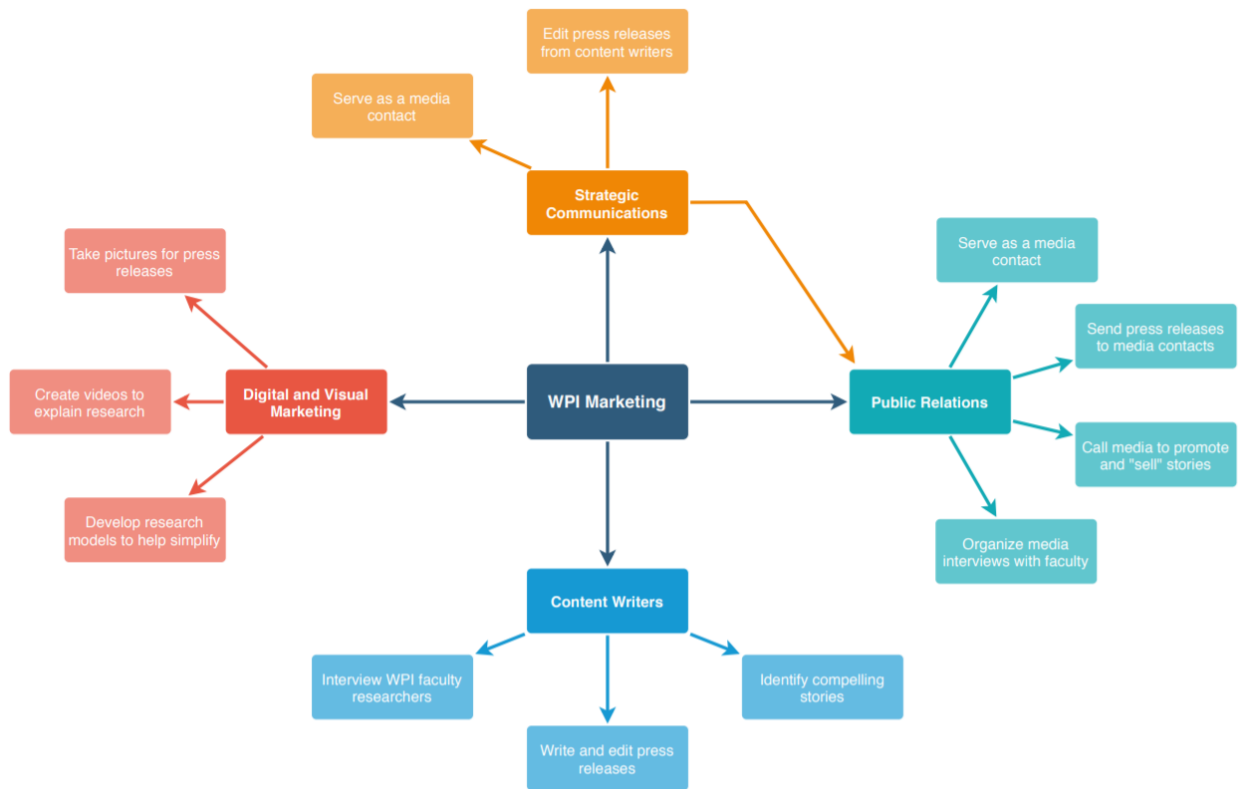 Edit press releases
from content writers
Serve as a media
contact
Strategic
Communications
Take pictures for press
releases
Serve as a media
contact
Send press releases
to media contacts
Create videos to
explain research
Digital and Visual
Marketing
WPI Marketing
Public Relations
Call media to promote
and "sell" stories
Develop research
models to help simplify
Organize media
interviews with faculty
Content Writers
Interview WPI faculty
researchers
Identify compelling
stories
Write and edit press
releases